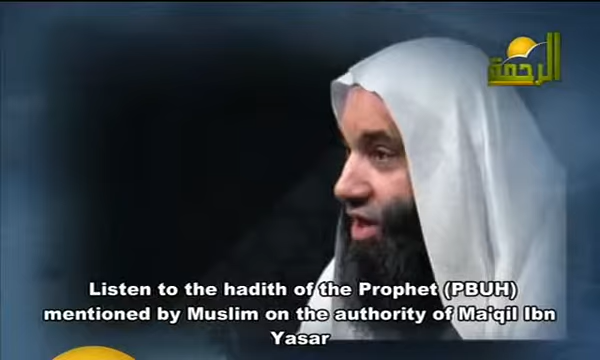 الرحمة
Listen to the hadith of the Prophet (PBUH)
mentioned by Muslim on the authority of Ma'qil Ibn
Yasar